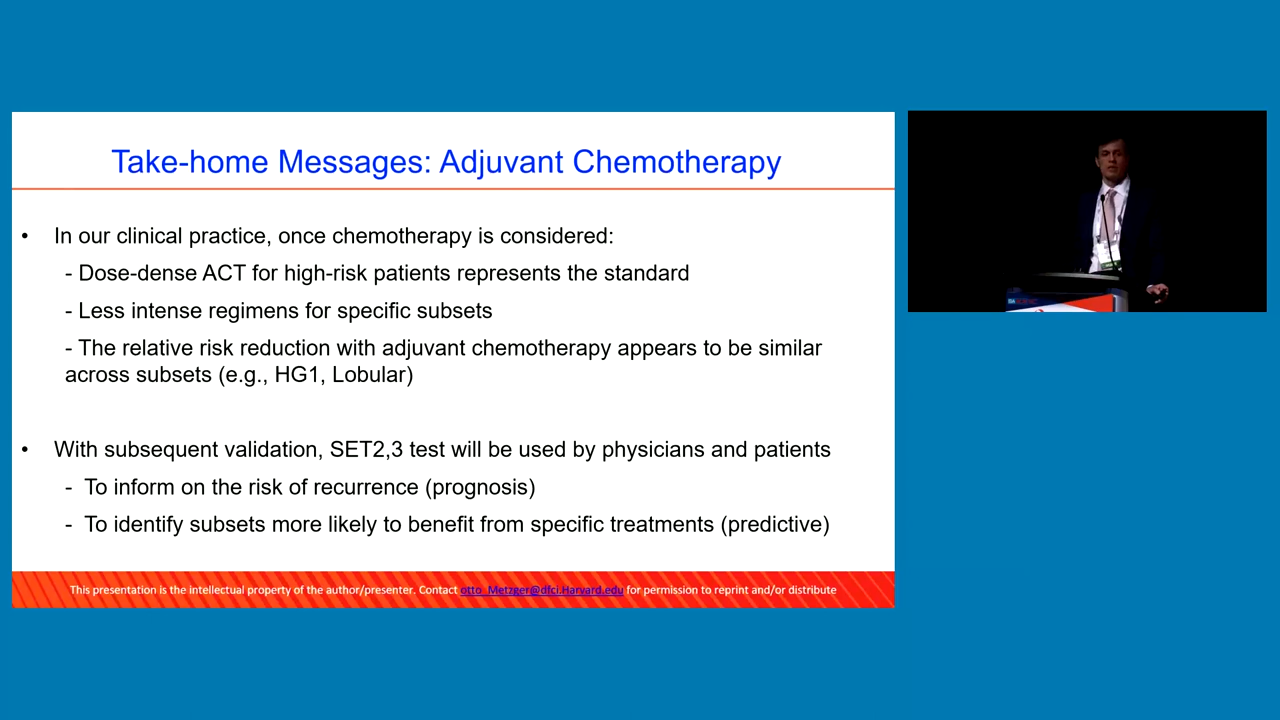 Take-home Messages: Adjuvant Chemotherapy
• In our clinical practice, once chemotherapy is considered:
- Dose-dense ACT for high-risk patients represents the standard
- Less intense regimens for specific subsets
- The relative risk reduction with adjuvant chemotherapy appears to be similar
across subsets (e.g., HG1, Lobular)
• With subsequent validation, SET2,3 test will be used by physicians and patients
- To inform on the risk of recurrence (prognosis)
- To identify subsets more likely to benefit from specific treatments (predictive)
This presentation is the intellectual property of the author/presenter. Contact otto_Metzger@dfci.Harvard.edu for permission to reprint and/or distribute